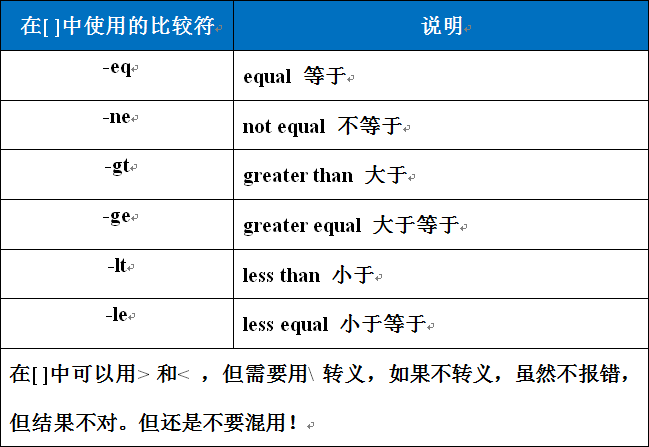 在[ ]中使用的比较符 说明
-eq equal 等于
-ne not equal 不等于
-gt greater than 大于
-ge greater equal 大于等于
-lt less than 小于
-le less equal 小于等于
在[ ]中可以用> 和< ，但需要用\ 转义，如果不转义，虽然不报错，
但结果不对。但还是不要混用！